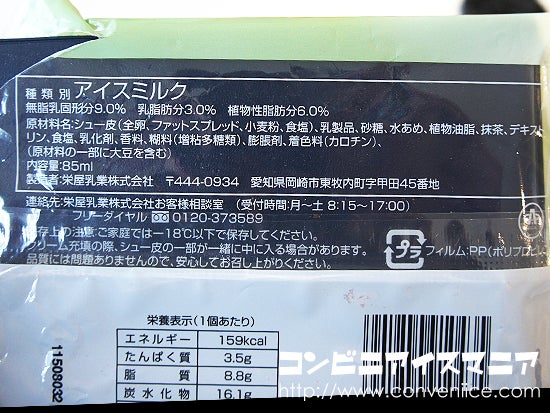 種類別 アイスミルク
無脂乳固形分9.0% 乳脂肪分3.0% 植物性脂肪分6.0%
原材料名:シュー皮(全卵、ファットスプレッド、小麦粉、食塩)、乳製品、砂糖、水あめ、植物油脂、抹茶、デキスト
リン、食塩、乳化剤、香料、糊料(増粘多糖類)、膨脹剤、着色料(カロチン)、
(原材料の一部に大豆を含む)
内容量:85ml
製造者:栄屋乳業株式会社 〒444-0934 愛知県岡崎市東牧内町字甲田45番地
連絡先:栄屋乳業株式会社お客様相談室 (受付時間:月~土 8:15~17:00)
フリーダイヤル 0120-373589
保存上の注意:ご家庭では-18℃以下で保存してください。
クリーム充填の際、シュー皮の一部が一緒に中に入る場合があります。
品質には問題ありませんので、安心してお召し上がりください。
プラ フィルム:PP(ポリプロピ
栄養表示(1個あたり)
エネルギー 159kcal
たんぱく質 3.5g
脂質 8.8g
炭水化物 16.1g
コンビニアイスマニア
http://www.conveniice.com/